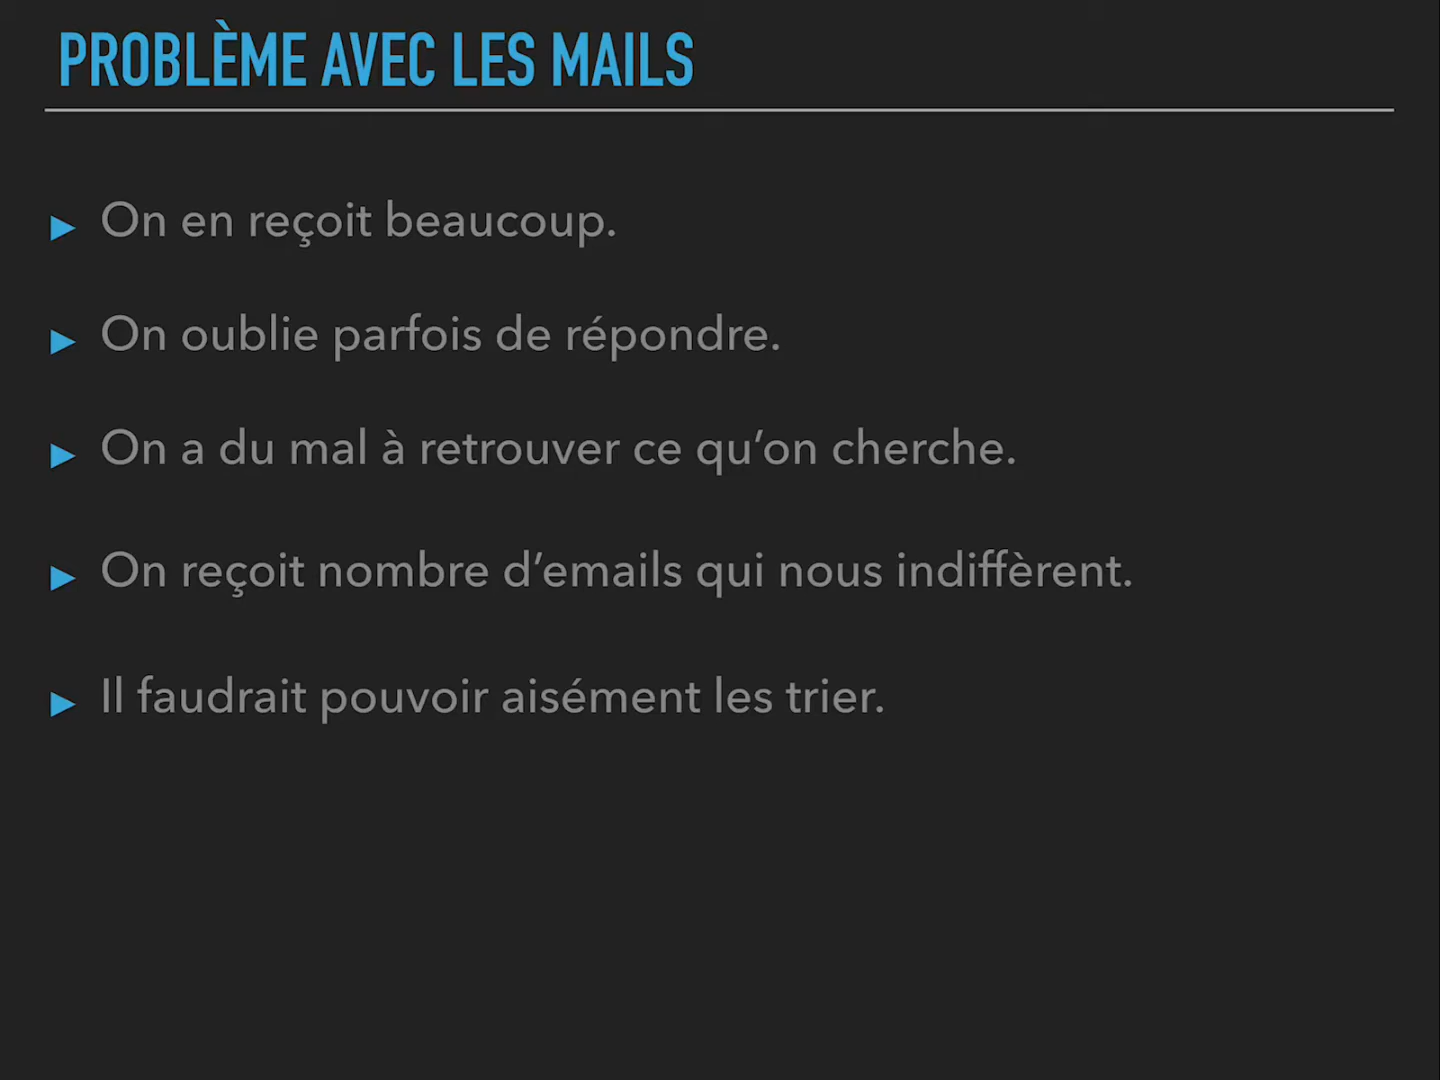 PROBLÈME AVEC LES MAILS
▶ On en reçoit beaucoup.
▶ On oublie parfois de répondre.
▶ On a du mal à retrouver ce qu’on cherche.
▶ On reçoit nombre d’emails qui nous indiffèrent.
▶ Il faudrait pouvoir aisément les trier.